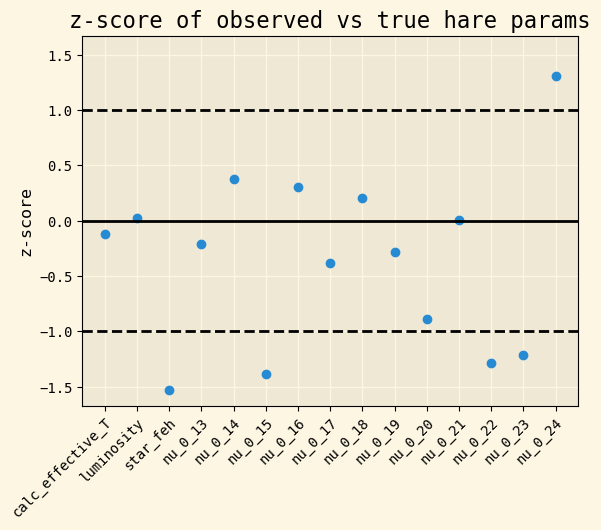 z-score of observed vs true hare params
z-score
1.5
1.0
0.5
0.0
−0.5
−1.0
−1.5
calc_effective_T
luminosity
star_feh
nu_0_13
nu_0_14
nu_0_15
nu_0_16
nu_0_17
nu_0_18
nu_0_19
nu_0_20
nu_0_21
nu_0_22
nu_0_23
nu_0_24